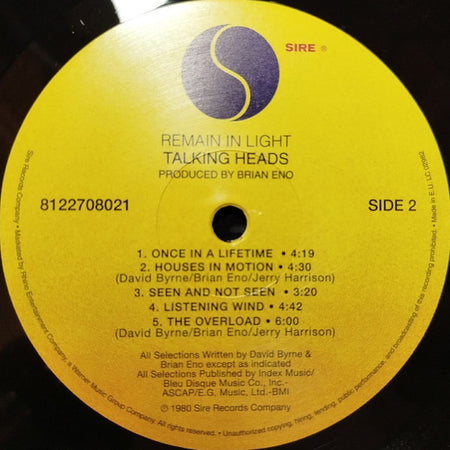 SIRE ®
REMAIN IN LIGHT
TALKING HEADS
PRODUCED BY BRIAN ENO
8122708021
SIDE 2
1. ONCE IN A LIFETIME • 4:19
2. HOUSES IN MOTION • 4:30
(David Byrne/Brian Eno/Jerry Harrison)
3. SEEN AND NOT SEEN • 3:20
4. LISTENING WIND • 4:42
5. THE OVERLOAD • 6:00
(David Byrne/Brian Eno/Jerry Harrison)
All Selections Written by David Byrne &
Brian Eno except as indicated
All Selections Published by Index Music/
Bleu Disque Music Co., Inc.-
ASCAP/E.G. Music, Ltd.-BMI
℗ 1980 Sire Records Company
Sire Records Company • Marketed by Rhino Entertainment Company, a Warner Music Group Company. All rights reserved. • Unauthorized copying, hiring, lending, public performance, and broadcasting of this recording prohibited. • Made in E.U. LC 02982